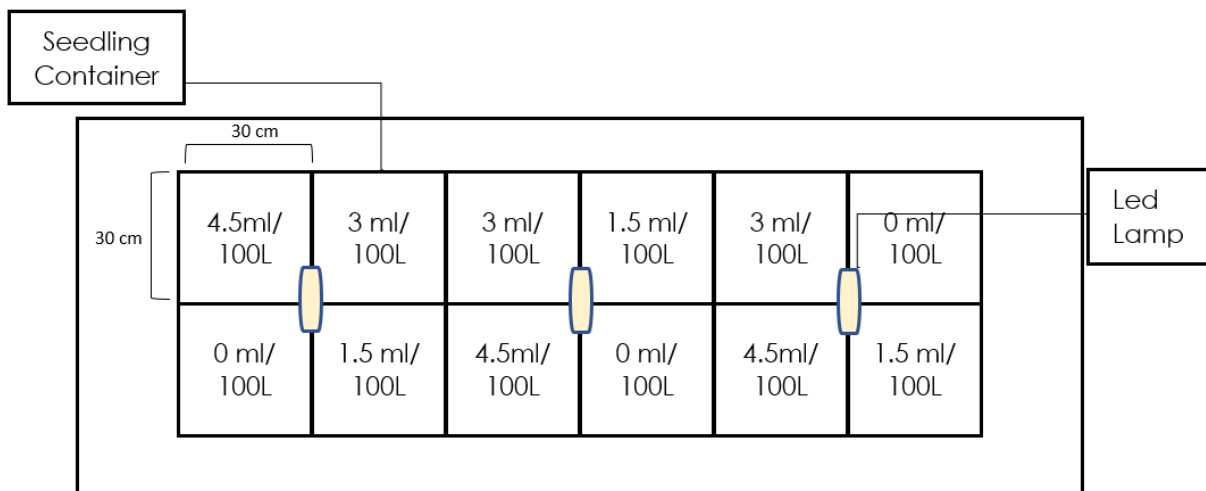 Seedling
Container
30 cm
30 cm
4.5ml/
100L
3 ml/
100L
3 ml/
100L
1.5 ml/
100L
3 ml/
100L
0 ml/
100L
Led
Lamp
0 ml/
100L
1.5 ml/
100L
4.5ml/
100L
0 ml/
100L
4.5ml/
100L
1.5 ml/
100L